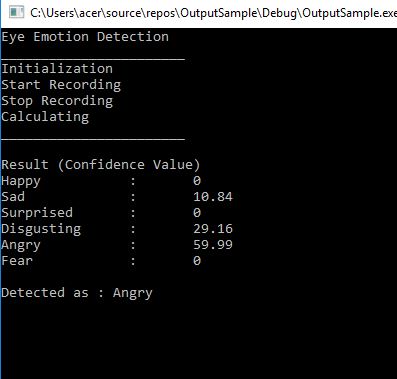 C:\Users\acer\source\repos\OutputSample\Debug\OutputSample.exe
Eye Emotion Detection
_______________________
Initialization
Start Recording
Stop Recording
Calculating
_______________________
Result (Confidence Value)
Happy : 0
Sad : 10.84
Surprised : 0
Disgusting : 29.16
Angry : 59.99
Fear : 0
Detected as : Angry